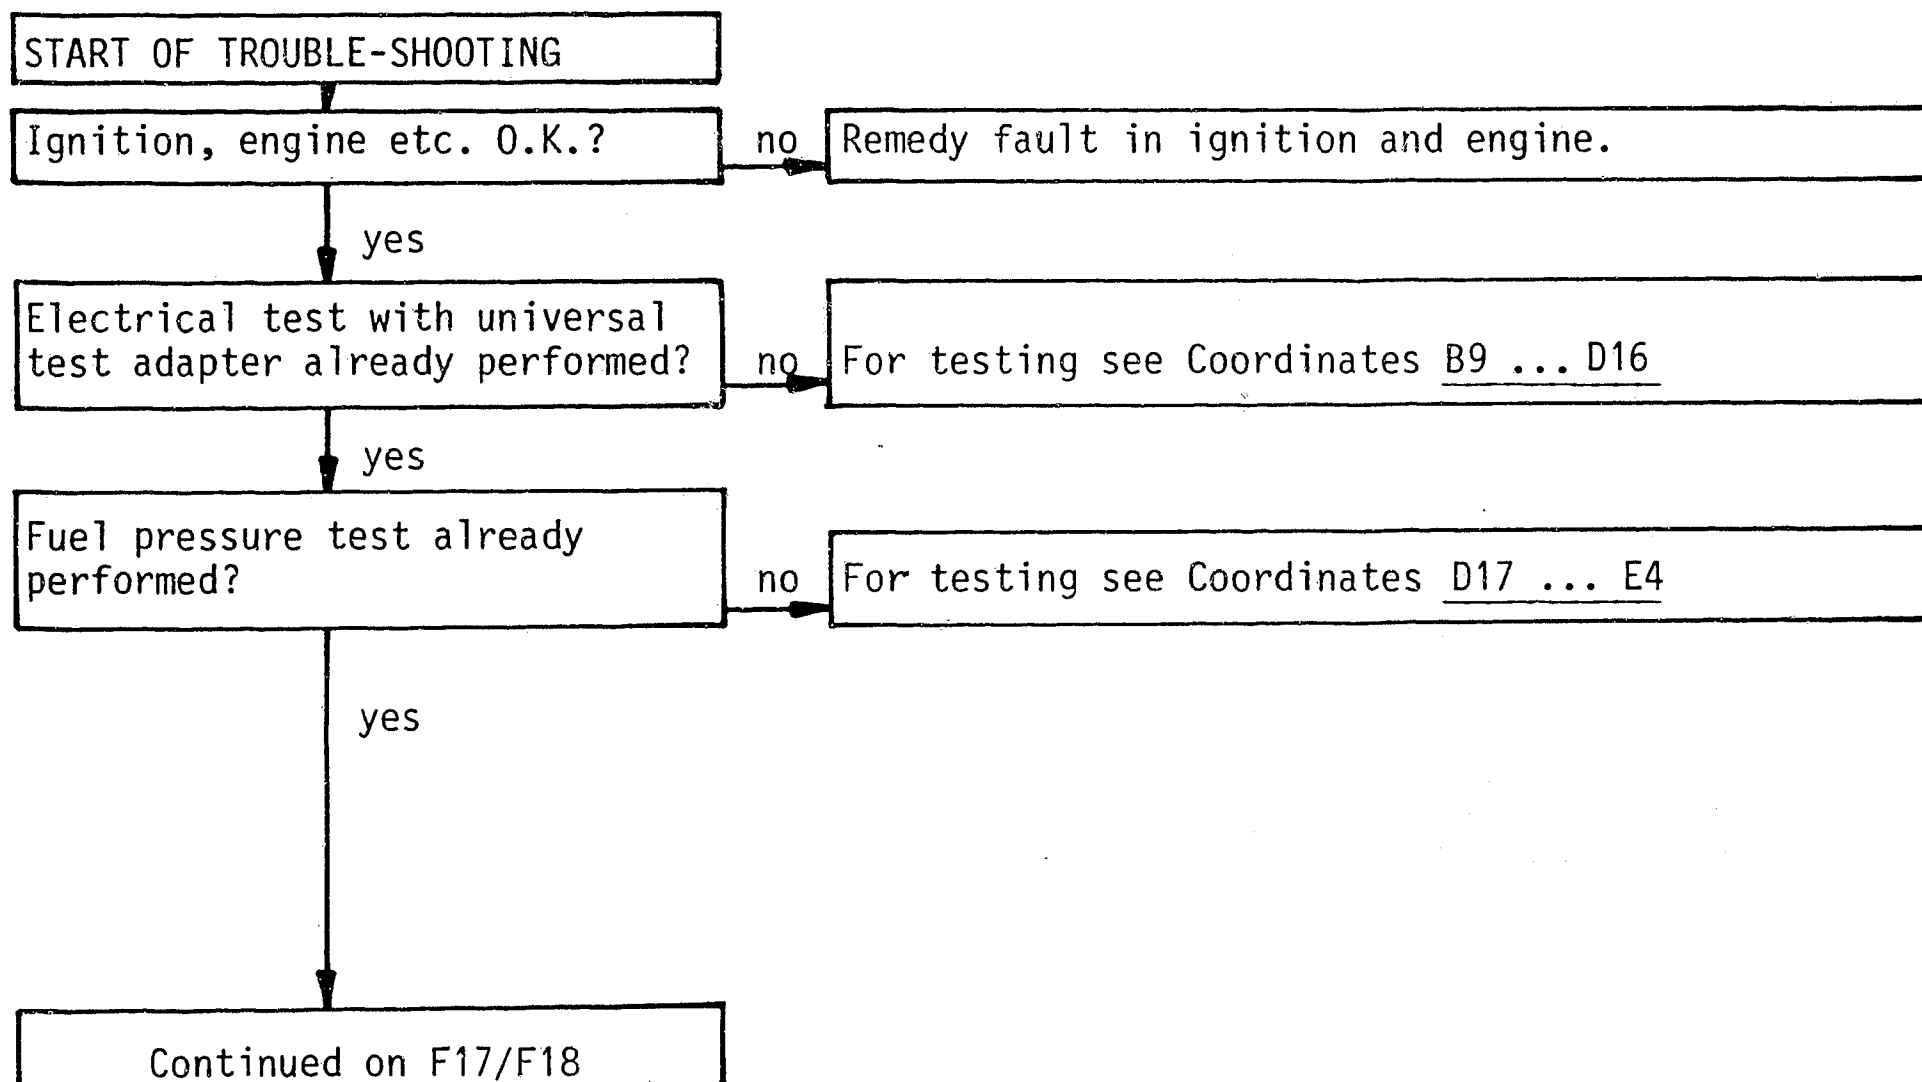 START OF TROUBLE-SHOOTING
Ignition, engine etc. O.K.?
no
Remedy fault in ignition and engine.
yes
Electrical test with universal
test adapter already performed?
no
For testing see Coordinates B9 ... D16
yes
Fuel pressure test already
performed?
no
For testing see Coordinates D17 ... E4
yes
Continued on F17/F18